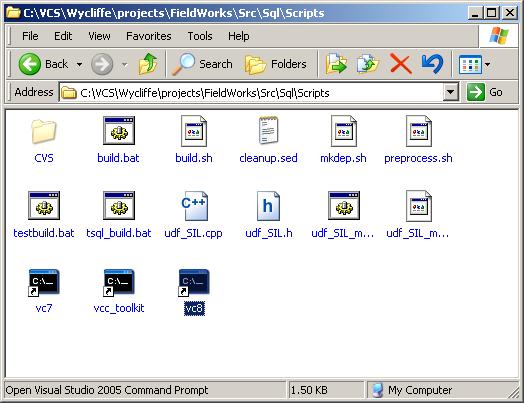 C:\VCS\Wycliffe\projects\FieldWorks\Src\Sql\Scripts
File Edit View Favorites Tools Help
Back Search Folders
Address C:\VCS\Wycliffe\projects\FieldWorks\Src\Sql\Scripts Go
CVS build.bat build.sh cleanup.sed mkdep.sh preprocess.sh
testbuild.bat tsql_build.bat udf_SIL.cpp udf_SIL.h udf_SIL_m... udf_SIL_m...
vc7 vcc_toolkit vc8
Open Visual Studio 2005 Command Prompt 1.50 KB My Computer